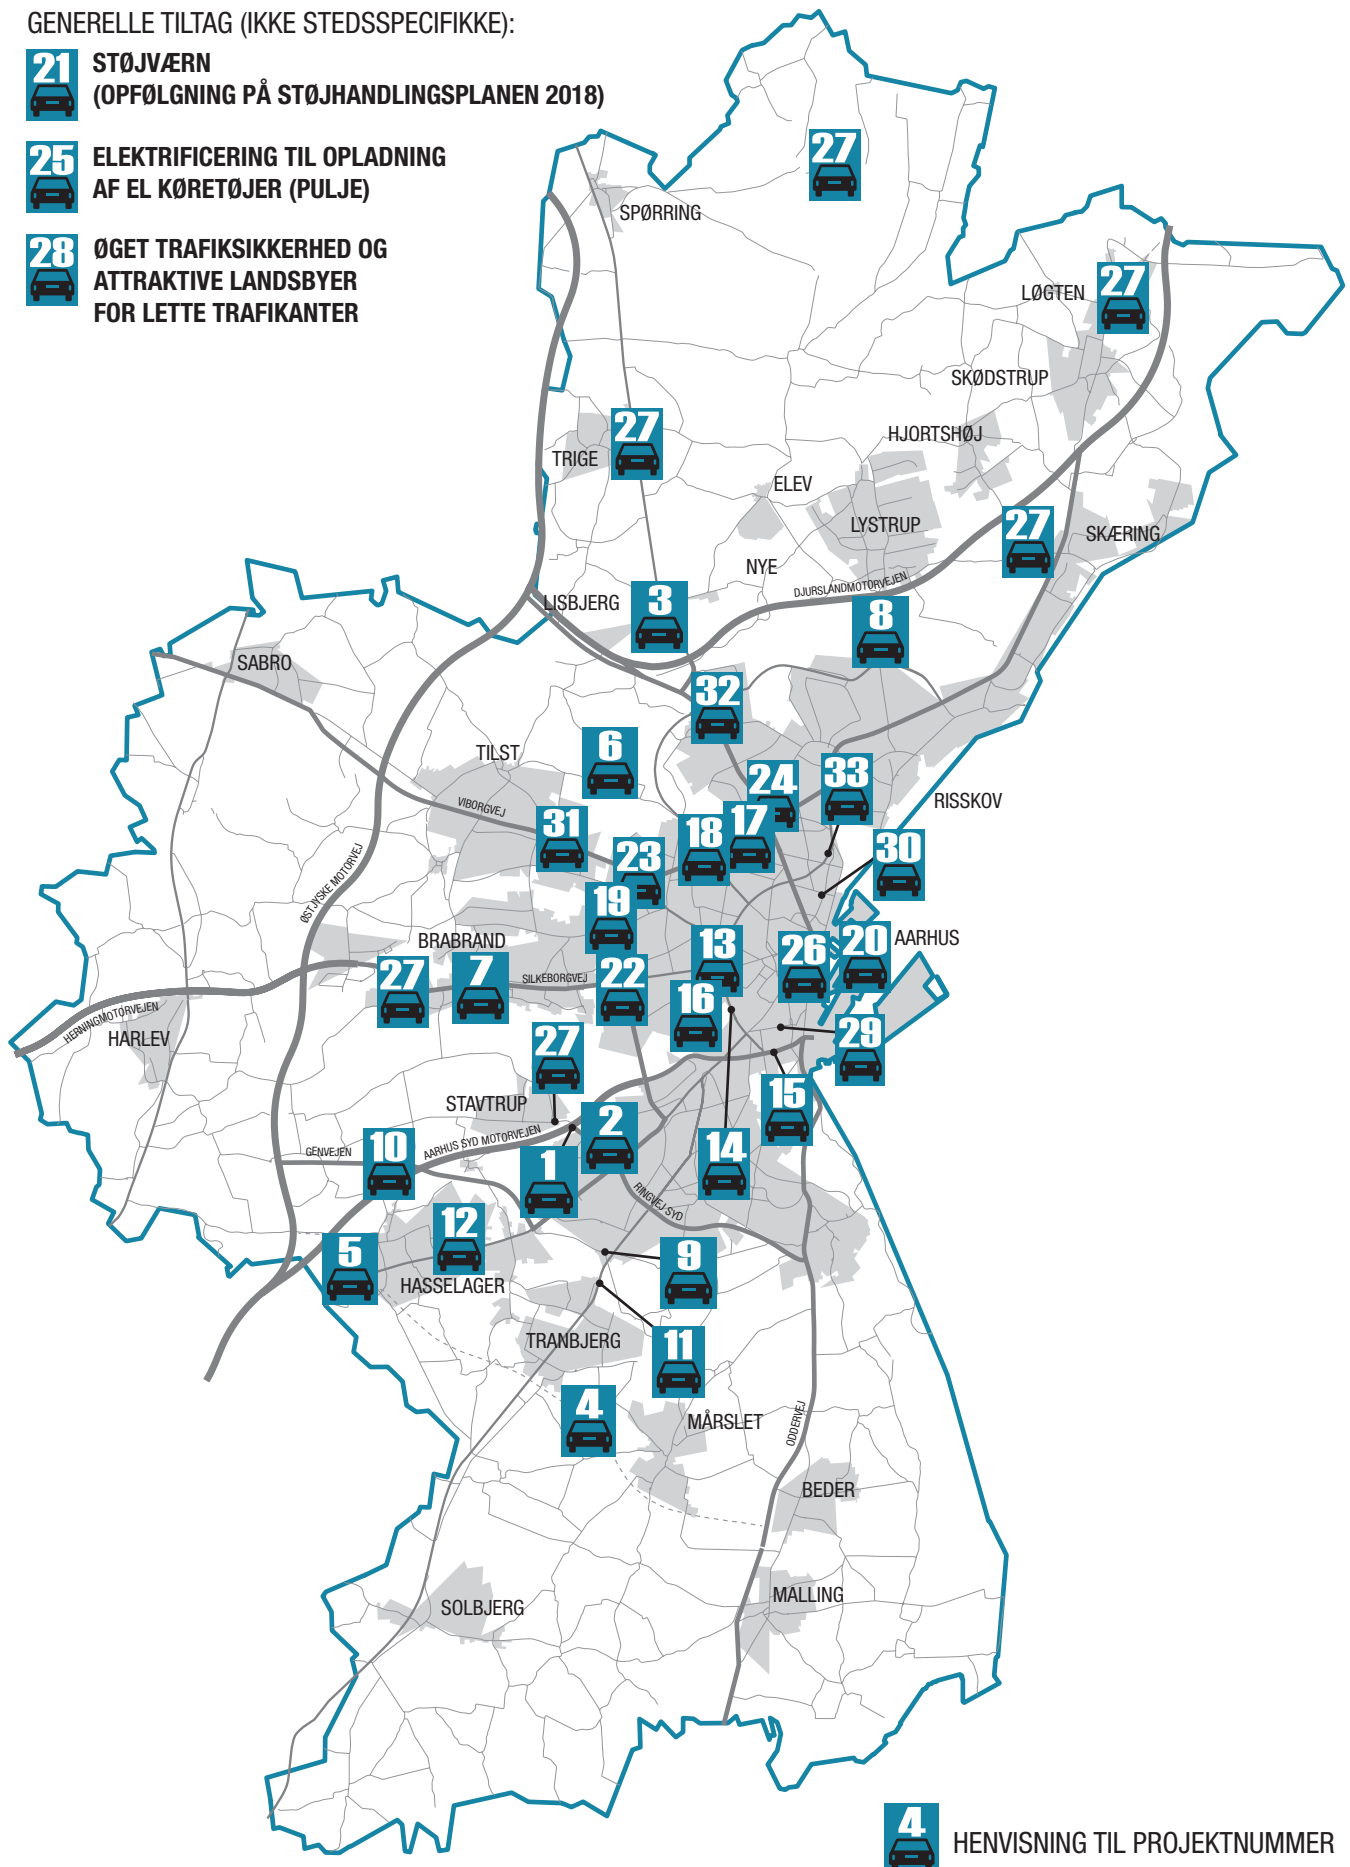 GENERELLE TILTAG (IKKE STEDSSPECIFIKKE):
21 STØJVÆRN
(OPFØLGNING PÅ STØJHANDLINGSPLANEN 2018)
25 ELEKTRIFICERING TIL OPLADNING
AF EL KØRETØJER (PULJE)
28 ØGET TRAFIKSIKKERHED OG
ATTRAKTIVE LANDSBYER
FOR LETTE TRAFIKANTER
27
SPØRRING
27
LØGTEN
SKØDSTRUP
27
TRIGE
HJORTSHØJ
ELEV
LYSTRUP
27
SKÆRING
NYE
DJURSLANDMOTORVEJEN
LISBJERG
3
8
SABRO
32
6
TILST
24
33
RISSKOV
VIBORGVEJ
31
18
17
23
30
ØSTJYSKE MOTORVEJ
19
BRABRAND
13
26
20
AARHUS
27
7
SILKEBORGVEJ
22
16
HERNINGMOTORVEJEN
HARLEV
27
29
15
STAVTRUP
2
AARHUS SYD MOTORVEJEN
GENVEJEN
10
1
14
RINGVEJ SYD
12
5
9
HASSELAGER
TRANBJERG
11
4
MÅRSLET
ODDERVEJ
BEDER
MALLING
SOLBJERG
4 HENVISNING TIL PROJEKTNUMMER